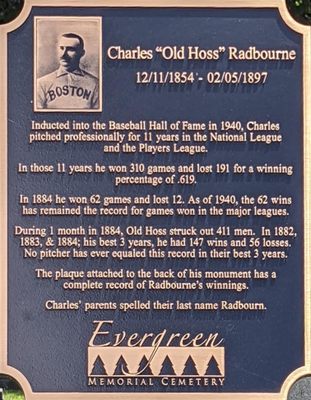 BOSTON
Charles "Old Hoss" Radbourne
12/11/1854 - 02/05/1897
Inducted into the Baseball Hall of Fame in 1940, Charles
pitched professionally for 11 years in the National League
and the Players League.
In those 11 years he won 310 games and lost 191 for a winning
percentage of .619.
In 1884 he won 62 games and lost 12. As of 1940, the 62 wins
has remained the record for games won in the major leagues.
During 1 month in 1884, Old Hoss struck out 411 men. In 1882,
1883, & 1884; his best 3 years, he had 147 wins and 56 losses.
No pitcher has ever equaled this record in their best 3 years.
The plaque attached to the back of his monument has a
complete record of Radbourne's winnings.
Charles' parents spelled their last name Radbourn.
Evergreen
MEMORIAL CEMETERY